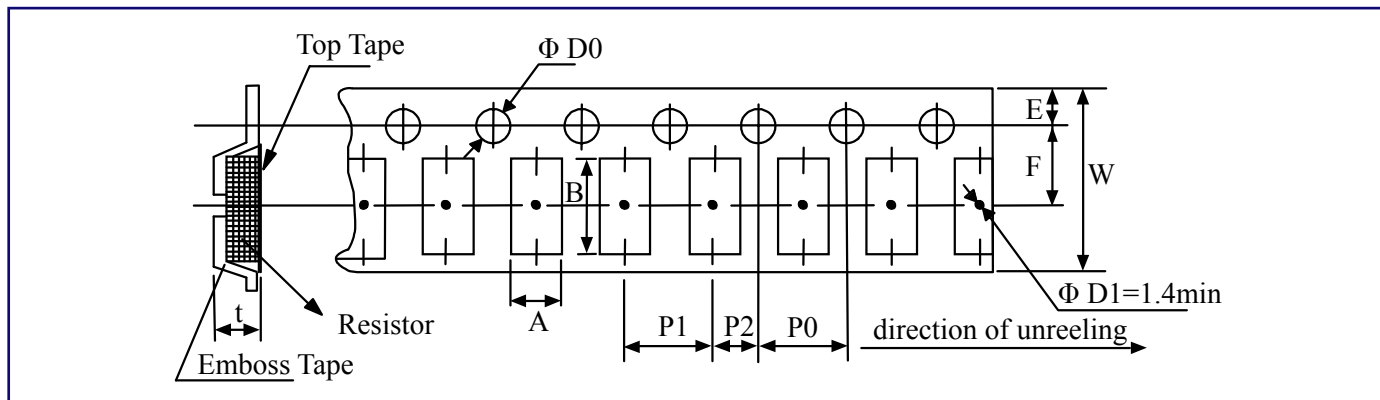 Top Tape
Φ D0
E
F
W
B
Φ D1=1.4min
t
Resistor
A
P1
P2
P0
direction of unreeling
Emboss Tape